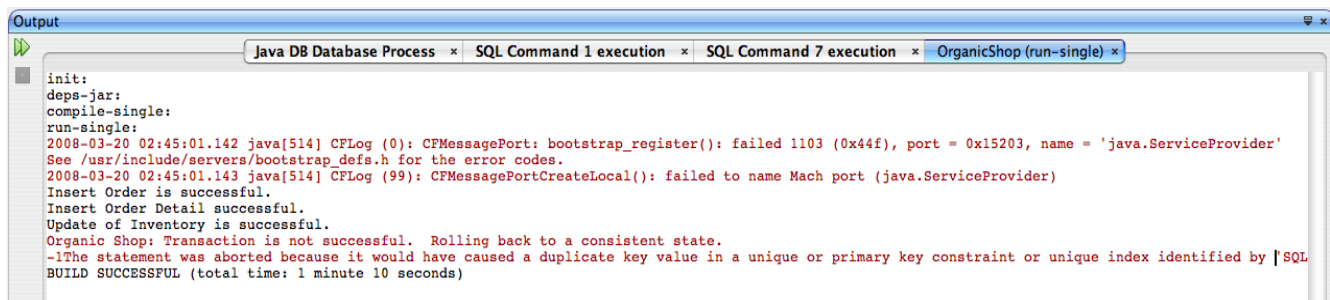 Output
Java DB Database Process × SQL Command 1 execution × SQL Command 7 execution × OrganicShop (run-single) ×
init:
deps-jar:
compile-single:
run-single:
2008-03-20 02:45:01.142 java[514] CFLog (0): CFMessagePort: bootstrap_register(): failed 1103 (0x44f), port = 0x15203, name = 'java.ServiceProvider'
See /usr/include/servers/bootstrap_defs.h for the error codes.
2008-03-20 02:45:01.143 java[514] CFLog (99): CFMessagePortCreateLocal(): failed to name Mach port (java.ServiceProvider)
Insert Order is successful.
Insert Order Detail successful.
Update of Inventory is successful.
Organic Shop: Transaction is not successful.  Rolling back to a consistent state.
-1The statement was aborted because it would have caused a duplicate key value in a unique or primary key constraint or unique index identified by 'SQL
BUILD SUCCESSFUL (total time: 1 minute 10 seconds)